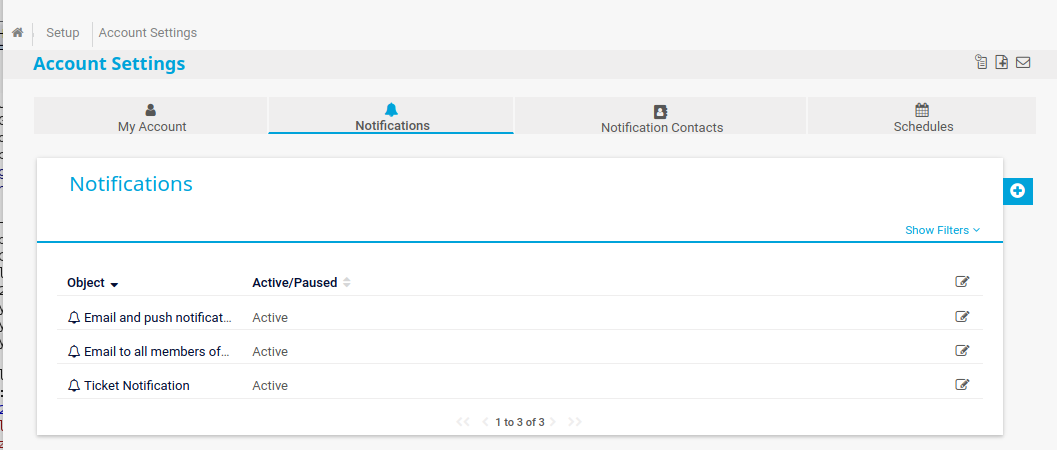 Setup
Account Settings
Account Settings
My Account
Notifications
Notification Contacts
Schedules
Notifications
Show Filters
Object
Active/Paused
Email and push notificat...
Active
Email to all members of...
Active
Ticket Notification
Active
1 to 3 of 3